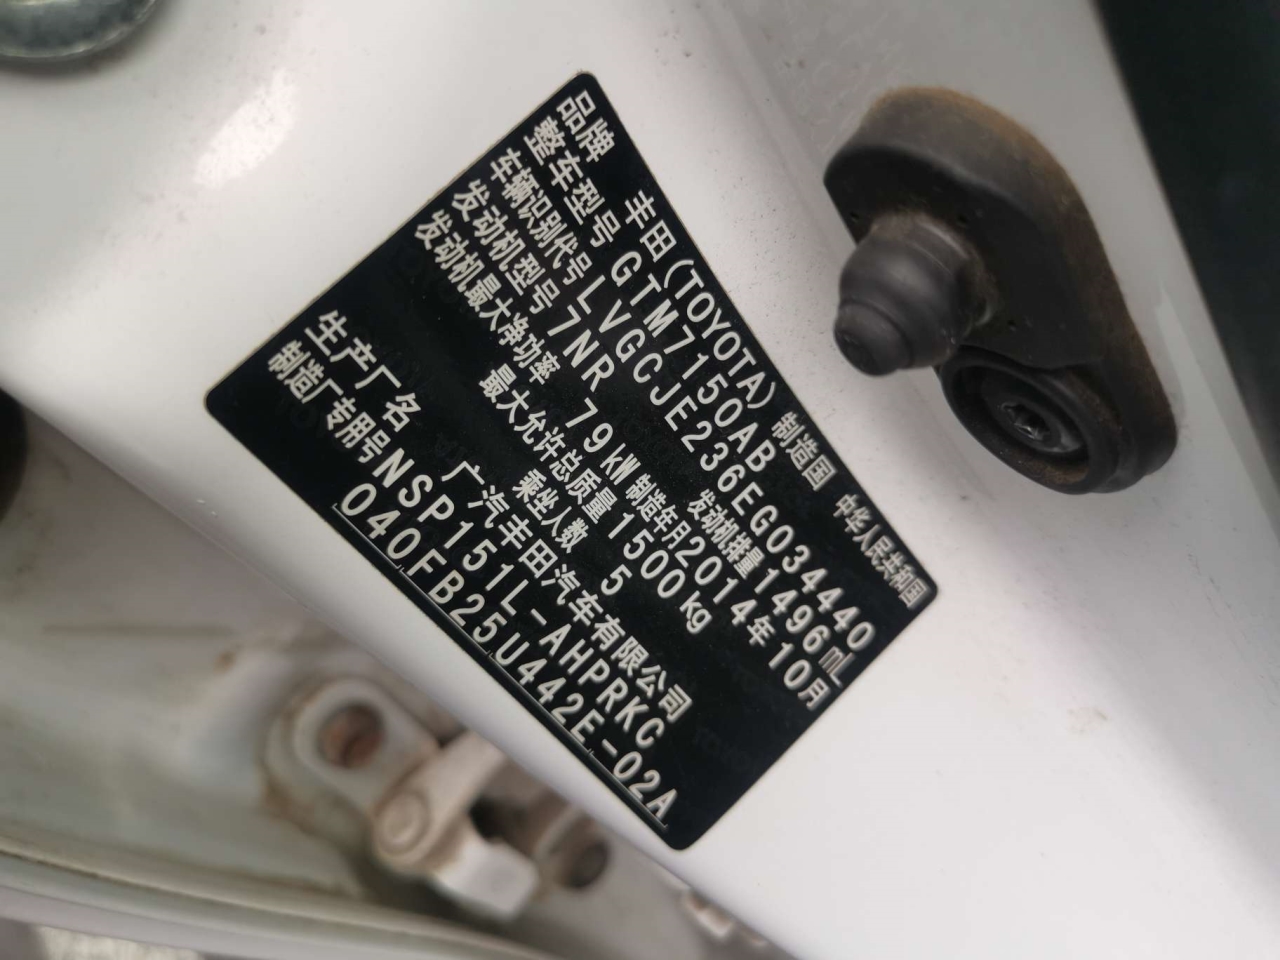 品牌 丰田(TOYOTA) 制造国 中华人民共和国
整车型号 GTM7150AB
车辆识别代号 LVGCJE236EG034440
发动机型号 7NR 发动机排量 1496mL
发动机最大净功率 79kW 制造年月 2014年10月
最大允许总质量 1500kg
乘坐人数 5
生产厂名 广汽丰田汽车有限公司
制造厂专用号 NSP151L-AHPRKC
040FB25U442E-02A